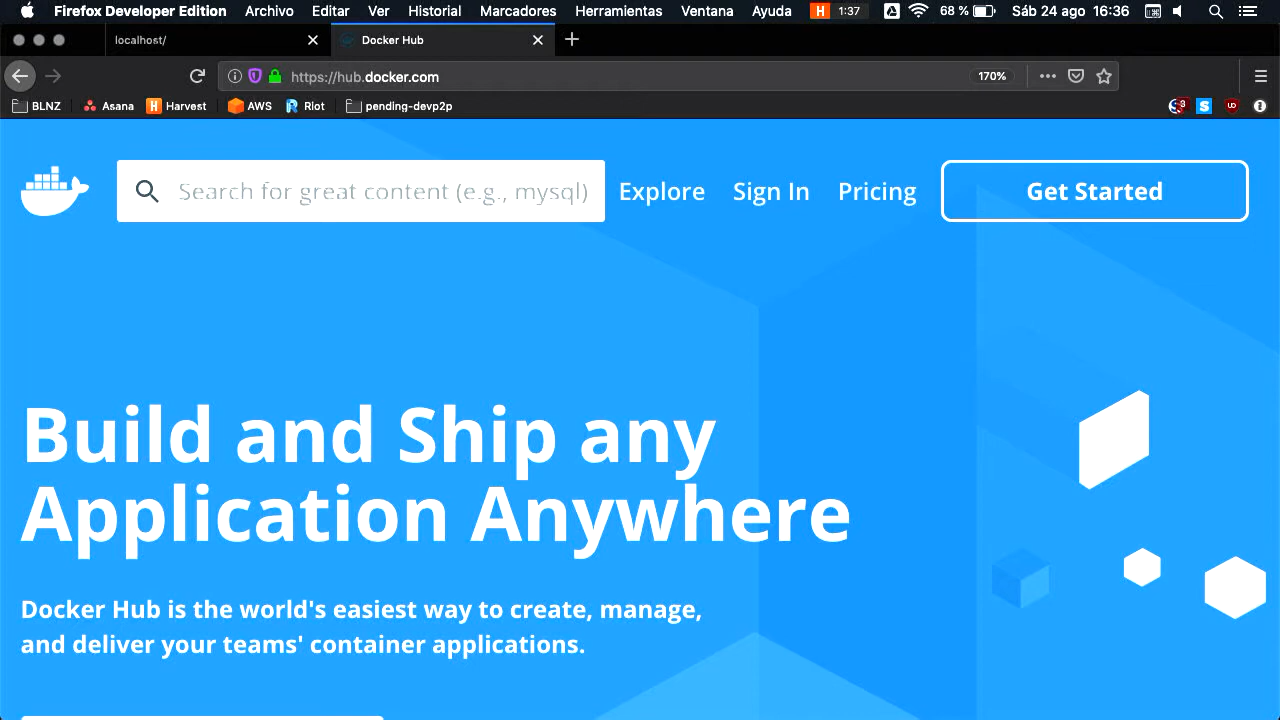 Firefox Developer Edition Archivo Editar Ver Historial Marcadores Herramientas Ventana Ayuda H 1:37 68 % Sáb 24 ago 16:36
localhost/ Docker Hub
https://hub.docker.com 170%
BLNZ Asana H Harvest AWS RIot pending-devp2p 3 S
Search for great content (e.g., mysql) Explore Sign In Pricing Get Started
Build and Ship any
Application Anywhere
Docker Hub is the world's easiest way to create, manage,
and deliver your teams' container applications.